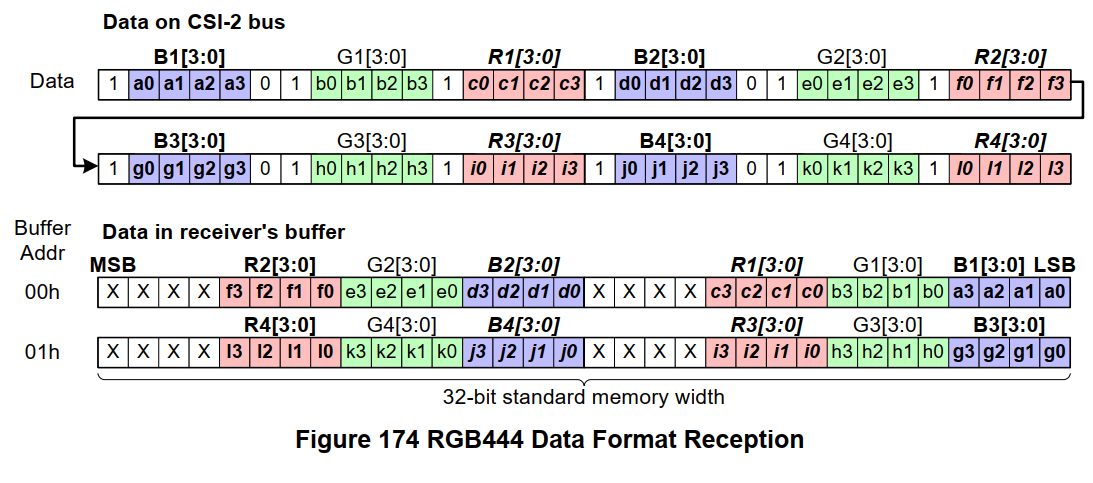 Data on CSI-2 bus
B1[3:0] G1[3:0] R1[3:0] B2[3:0] G2[3:0] R2[3:0]
Data 1 a0 a1 a2 a3 0 1 b0 b1 b2 b3 1 c0 c1 c2 c3 1 d0 d1 d2 d3 0 1 e0 e1 e2 e3 1 f0 f1 f2 f3
B3[3:0] G3[3:0] R3[3:0] B4[3:0] G4[3:0] R4[3:0]
1 g0 g1 g2 g3 0 1 h0 h1 h2 h3 1 i0 i1 i2 i3 1 j0 j1 j2 j3 0 1 k0 k1 k2 k3 1 l0 l1 l2 l3
Buffer Addr
Data in receiver's buffer
MSB R2[3:0] G2[3:0] B2[3:0] R1[3:0] G1[3:0] B1[3:0] LSB
00h X X X X f3 f2 f1 f0 e3 e2 e1 e0 d3 d2 d1 d0 X X X X c3 c2 c1 c0 b3 b2 b1 b0 a3 a2 a1 a0
R4[3:0] G4[3:0] B4[3:0] R3[3:0] G3[3:0] B3[3:0]
01h X X X X l3 l2 l1 l0 k3 k2 k1 k0 j3 j2 j1 j0 X X X X i3 i2 i1 i0 h3 h2 h1 h0 g3 g2 g1 g0
32-bit standard memory width
Figure 174 RGB444 Data Format Reception